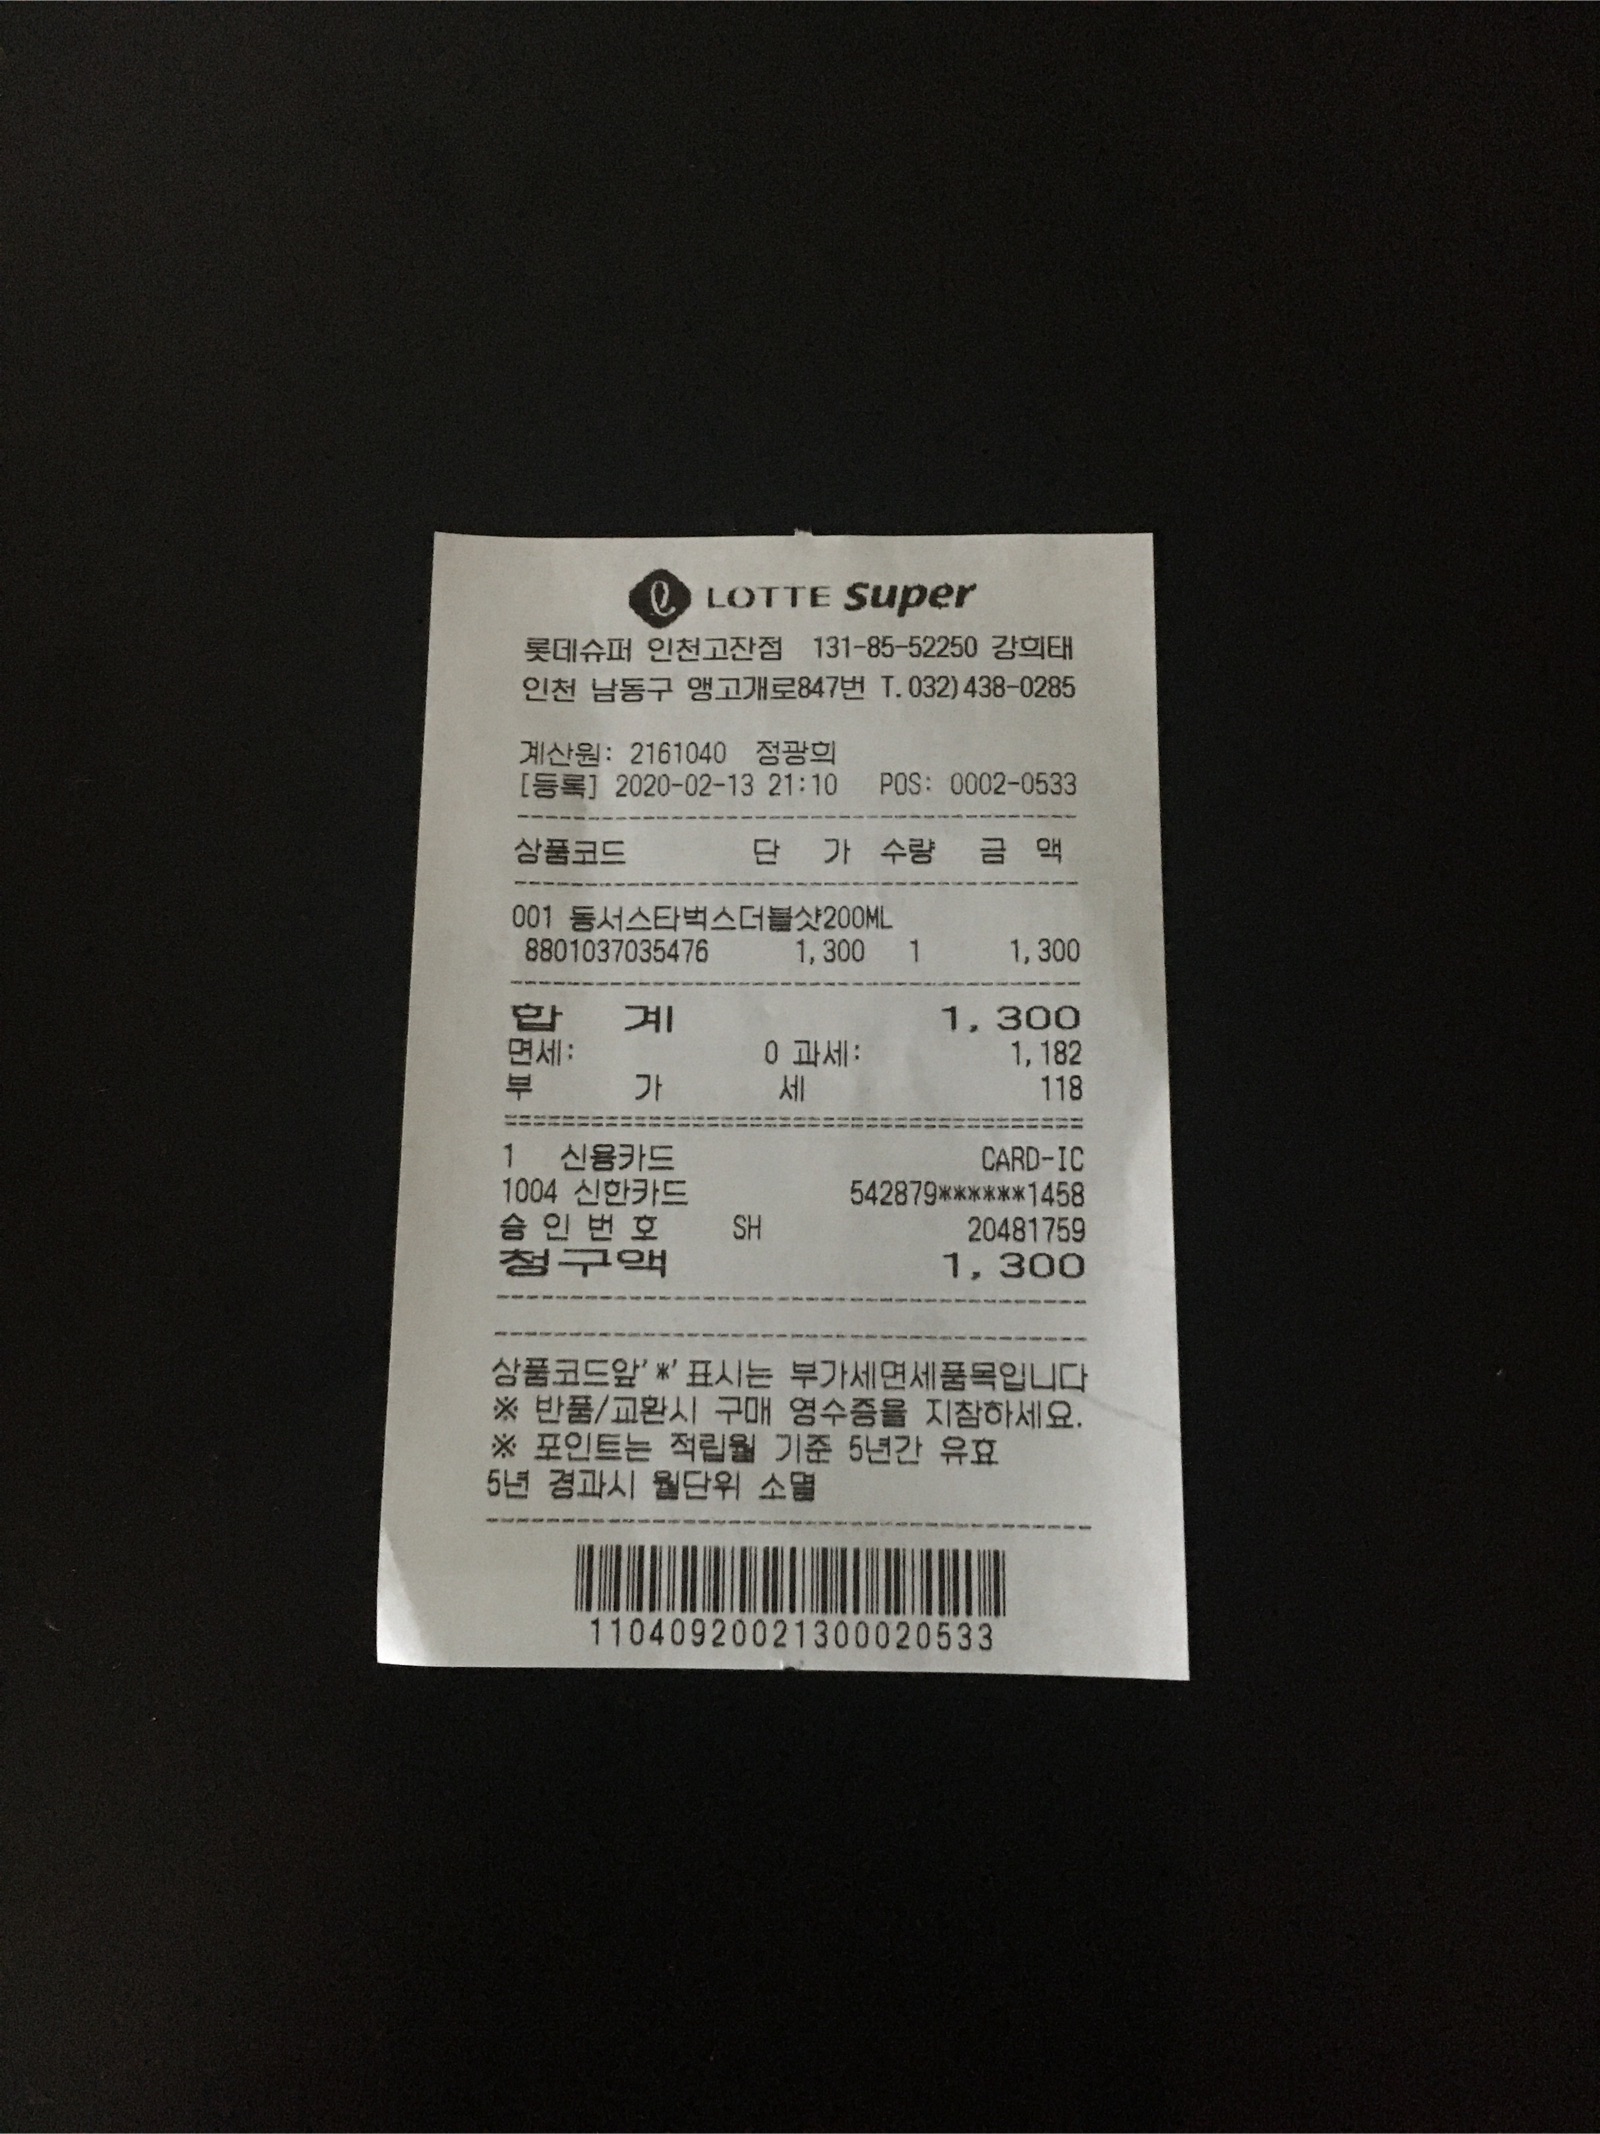 LOTTE super
롯데슈퍼 인천고잔점 131-85-52250 강희태
인천 남동구 앵고개로847번 T.032)438-0285
계산원: 2161040 정광희
[등록] 2020-02-13 21:10 POS: 0002-0533
상품코드 단 가 수량 금 액
001 동서스타벅스더블샷200ML
8801037035476 1,300 1 1,300
합 계 1,300
면세: 0 과세: 1,182
부 가 세 118
1 신용카드 CARD-IC
1004 신한카드 542879******1458
승 인 번 호 SH 20481759
청구액 1,300
상품코드앞'*'표시는 부가세면세품목입니다
※ 반품/교환시 구매 영수증을 지참하세요.
※ 포인트는 적립월 기준 5년간 유효
5년 경과시 월단위 소멸
11040920021300020533